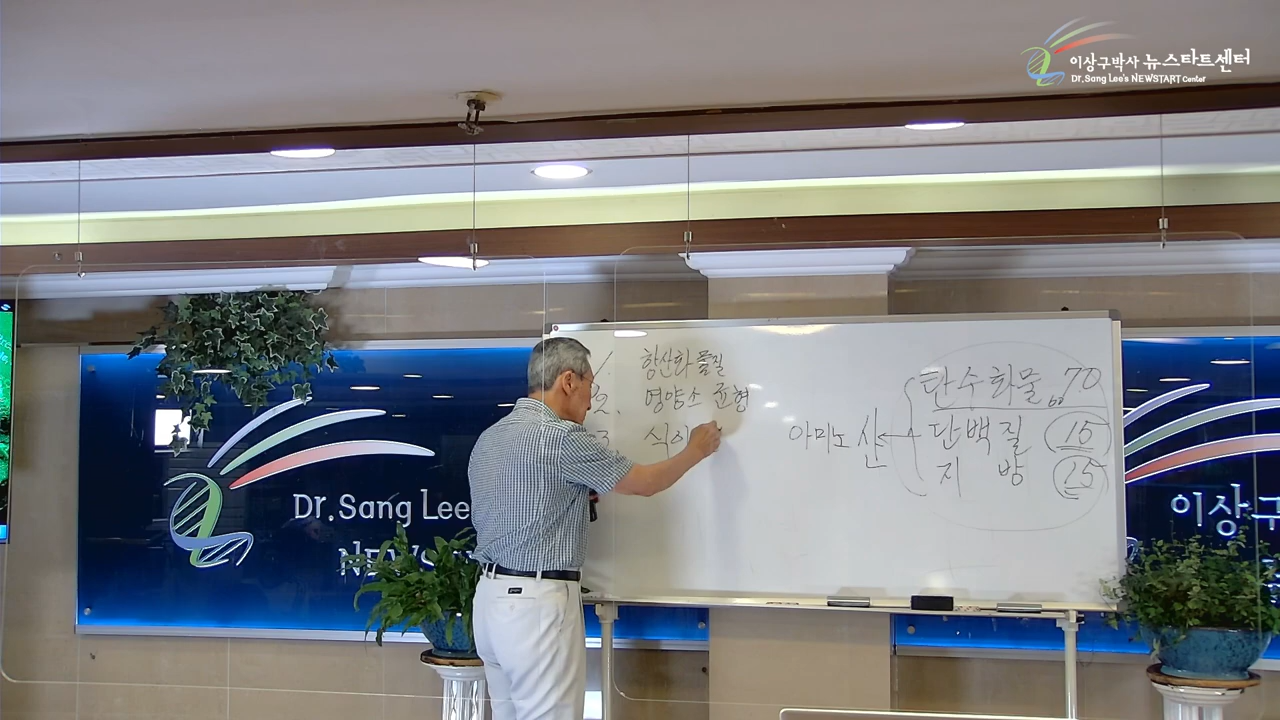 이상구박사 뉴스타트센터
Dr. Sang Lee's NEWSTART Center
1. 항산화 물질
2. 영양소 균형
3 식이
탄수화물 70
아미노산 단백질 15
지 방 25
Dr. Sang Lee
이상구